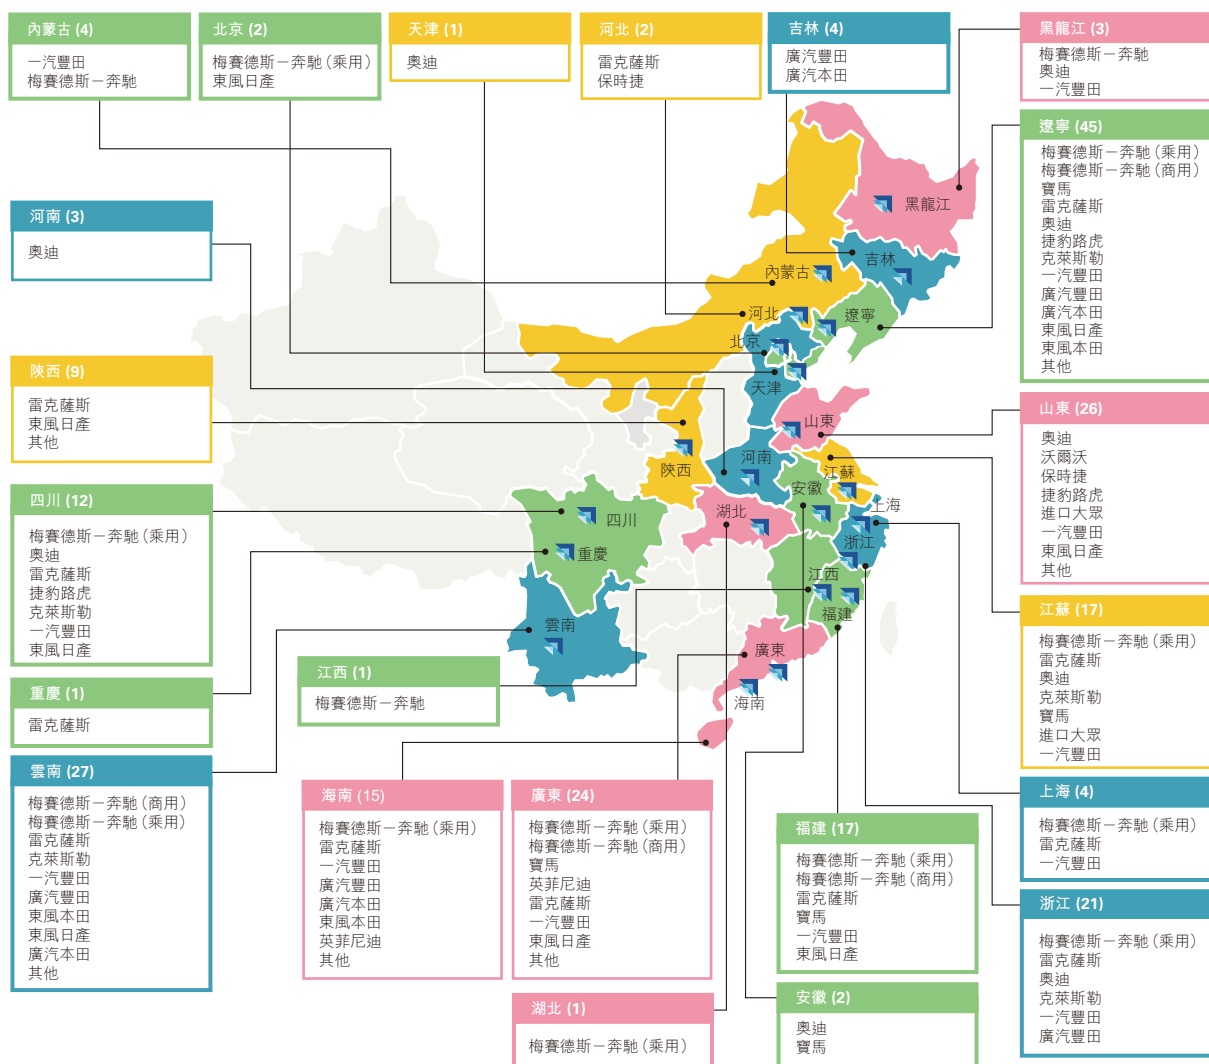 內蒙古 (4)
一汽豐田
梅賽德斯－奔馳
北京 (2)
梅賽德斯－奔馳（乘用）
東風日產
天津 (1)
奧迪
河北 (2)
雷克薩斯
保時捷
吉林 (4)
廣汽豐田
廣汽本田
黑龍江 (3)
梅賽德斯－奔馳
奧迪
一汽豐田
遼寧 (45)
梅賽德斯－奔馳（乘用）
梅賽德斯－奔馳（商用）
寶馬
雷克薩斯
奧迪
捷豹路虎
克萊斯勒
一汽豐田
廣汽豐田
廣汽本田
東風日產
東風本田
其他
河南 (3)
奧迪
陝西 (9)
雷克薩斯
東風日產
其他
四川 (12)
梅賽德斯－奔馳（乘用）
奧迪
雷克薩斯
捷豹路虎
克萊斯勒
一汽豐田
東風日產
重慶 (1)
雷克薩斯
雲南 (27)
梅賽德斯－奔馳（商用）
梅賽德斯－奔馳（乘用）
雷克薩斯
克萊斯勒
一汽豐田
廣汽豐田
東風本田
東風日產
廣汽本田
其他
黑龍江
吉林
內蒙古
遼寧
河北
北京
天津
山東
陝西
河南
江蘇
安徽
上海
四川
湖北
浙江
重慶
江西
福建
雲南
廣東
海南
山東 (26)
奧迪
沃爾沃
保時捷
捷豹路虎
進口大眾
一汽豐田
東風日產
其他
江蘇 (17)
梅賽德斯－奔馳（乘用）
雷克薩斯
奧迪
克萊斯勒
寶馬
進口大眾
一汽豐田
江西 (1)
梅賽德斯－奔馳
海南 (15)
梅賽德斯－奔馳（乘用）
雷克薩斯
一汽豐田
廣汽豐田
廣汽本田
東風本田
英菲尼迪
其他
廣東 (24)
梅賽德斯－奔馳（乘用）
梅賽德斯－奔馳（商用）
寶馬
英菲尼迪
雷克薩斯
一汽豐田
東風日產
其他
湖北 (1)
梅賽德斯－奔馳（乘用）
福建 (17)
梅賽德斯－奔馳（乘用）
梅賽德斯－奔馳（商用）
雷克薩斯
寶馬
一汽豐田
東風日產
安徽 (2)
奧迪
寶馬
上海 (4)
梅賽德斯－奔馳（乘用）
雷克薩斯
一汽豐田
浙江 (21)
梅賽德斯－奔馳（乘用）
雷克薩斯
奧迪
克萊斯勒
一汽豐田
廣汽豐田